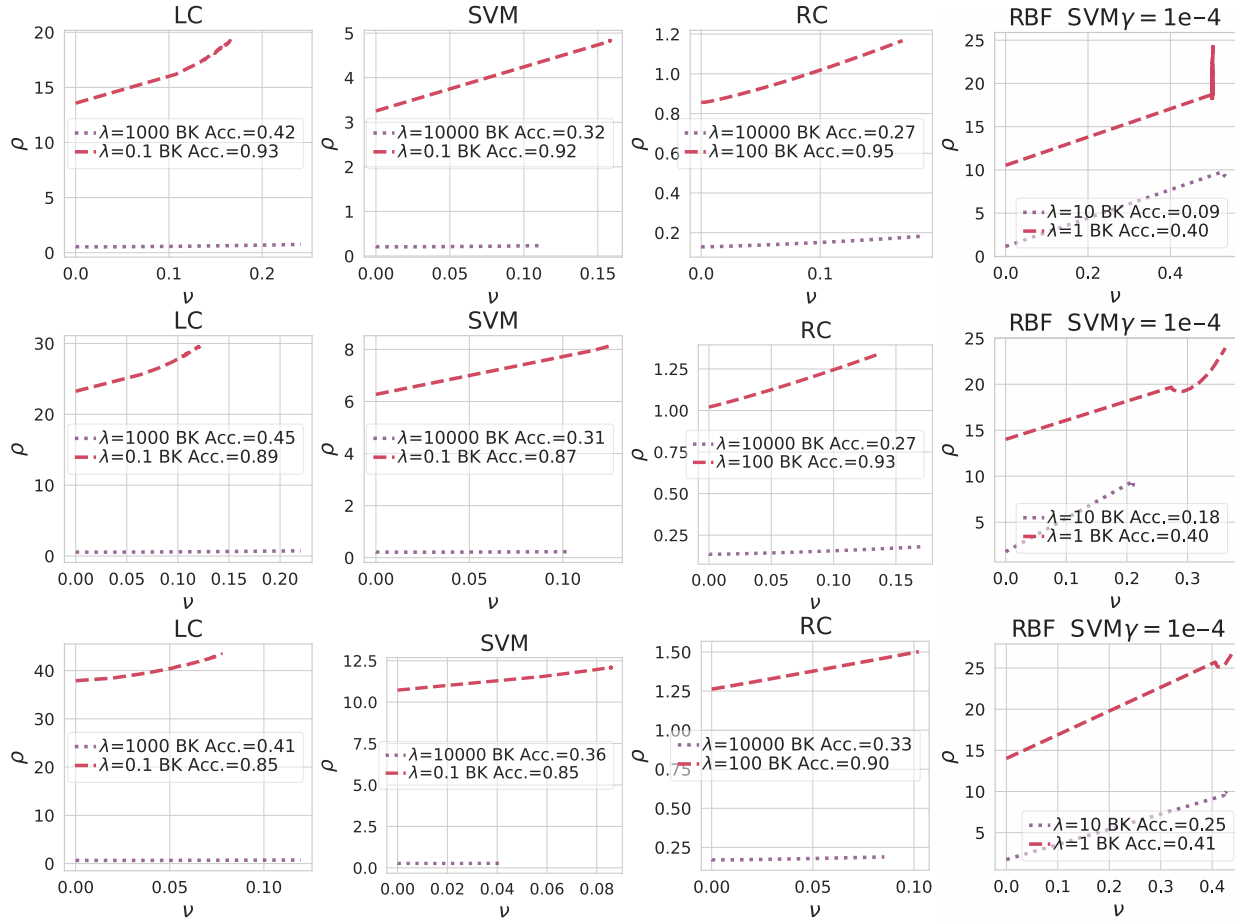 LC
20
15
10
5
0
ρ
λ=1000 BK Acc.=0.42
λ=0.1 BK Acc.=0.93
0.0 0.1 0.2
ν
SVM
5
4
3
2
1
0
ρ
λ=10000 BK Acc.=0.32
λ=0.1 BK Acc.=0.92
0.00 0.05 0.10 0.15
ν
RC
1.2
1.0
0.8
0.6
0.4
0.2
ρ
λ=10000 BK Acc.=0.27
λ=100 BK Acc.=0.95
0.0 0.1
ν
RBF SVMγ = 1e−4
25
20
15
10
5
0
ρ
λ=10 BK Acc.=0.09
λ=1 BK Acc.=0.40
0.0 0.2 0.4
ν
LC
30
20
10
0
ρ
λ=1000 BK Acc.=0.45
λ=0.1 BK Acc.=0.89
0.00 0.05 0.10 0.15 0.20
ν
SVM
8
6
4
2
0
ρ
λ=10000 BK Acc.=0.31
λ=0.1 BK Acc.=0.87
0.00 0.05 0.10
ν
RC
1.25
1.00
0.75
0.50
0.25
ρ
λ=10000 BK Acc.=0.27
λ=100 BK Acc.=0.93
0.00 0.05 0.10 0.15
ν
RBF SVMγ = 1e−4
25
20
15
10
5
ρ
λ=10 BK Acc.=0.18
λ=1 BK Acc.=0.40
0.0 0.1 0.2 0.3
ν
LC
40
30
20
10
0
ρ
λ=1000 BK Acc.=0.41
λ=0.1 BK Acc.=0.85
0.00 0.05 0.10
ν
SVM
12.5
10.0
7.5
5.0
2.5
0.0
ρ
λ=10000 BK Acc.=0.36
λ=0.1 BK Acc.=0.85
0.00 0.02 0.04 0.06 0.08
ν
RC
1.50
1.25
1.00
0.75
0.50
0.25
ρ
λ=10000 BK Acc.=0.33
λ=100 BK Acc.=0.90
0.00 0.05 0.10
ν
RBF SVMγ = 1e−4
25
20
15
10
5
ρ
λ=10 BK Acc.=0.25
λ=1 BK Acc.=0.41
0.0 0.1 0.2 0.3 0.4
ν